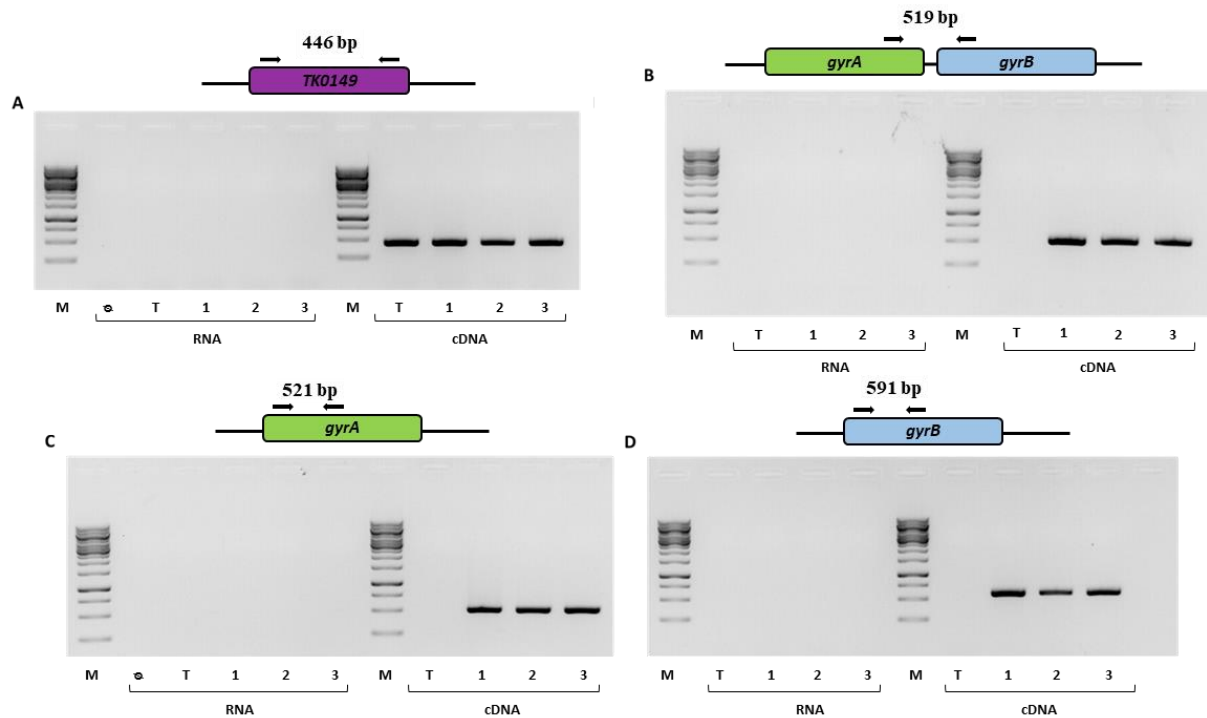 446 bp
TK0149
A
M ⌀ T 1 2 3 M T 1 2 3
RNA cDNA
519 bp
gyrA gyrB
B
M T 1 2 3 M T 1 2 3
RNA cDNA
521 bp
gyrA
C
M ⌀ T 1 2 3 M T 1 2 3
RNA cDNA
591 bp
gyrB
D
M T 1 2 3 M T 1 2 3
RNA cDNA